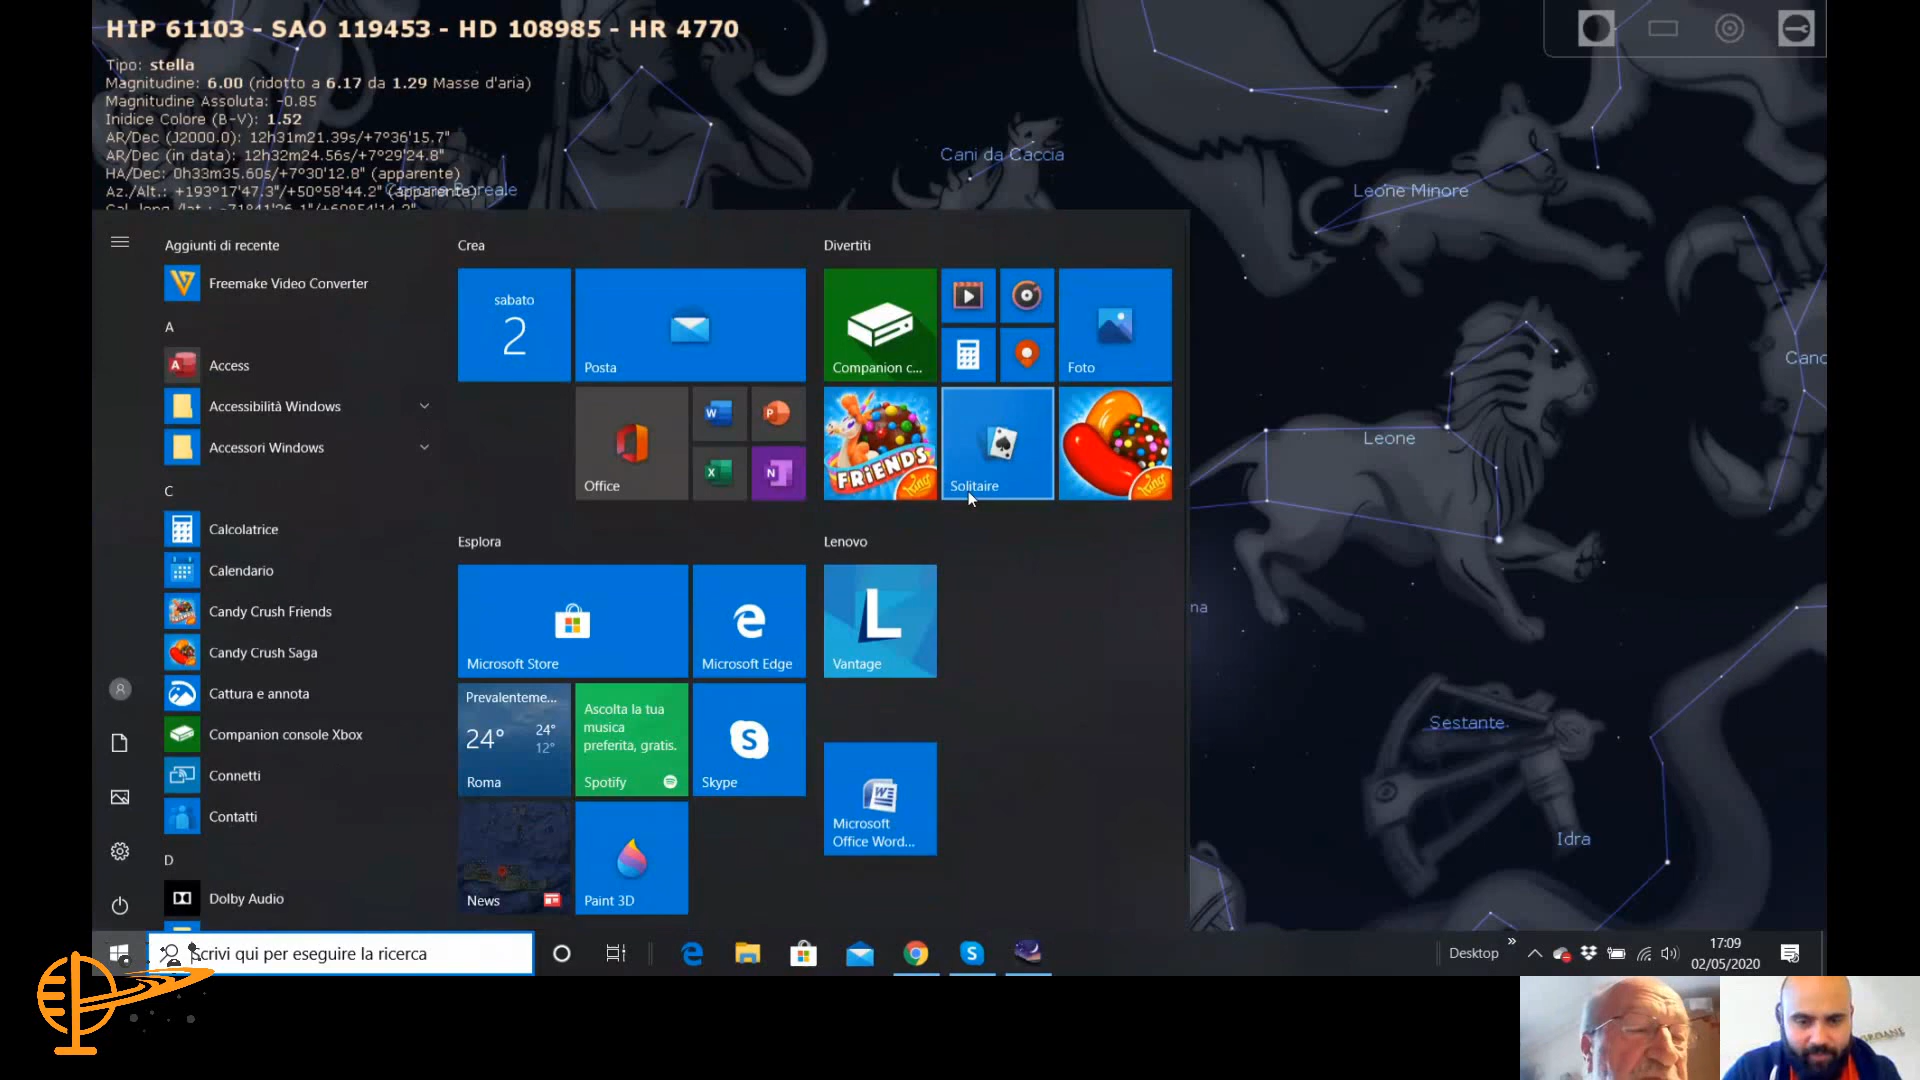 HIP 61103 - SAO 119453 - HD 108985 - HR 4770
Tipo: stella
Magnitudine: 6.00 (ridotto a 6.17 da 1.29 Masse d'aria)
Magnitudine Assoluta: -0.85
Inidice Colore (B-V): 1.52
AR/Dec (J2000.0): 12h31m21.39s/+7°36'15.7"
AR/Dec (in data): 12h32m24.56s/+7°29'24.8"
HA/Dec: 0h33m35.60s/+7°30'12.8" (apparente)
Az./Alt.: +193°17'47.3"/+50°58'44.2" (apparente)
Cani da Caccia
Leone Minore
Leone
Sestante
Idra
Canc
na
Aggiunti di recente
Freemake Video Converter
A
Access
Accessibilità Windows
Accessori Windows
C
Calcolatrice
Calendario
Candy Crush Friends
Candy Crush Saga
Cattura e annota
Companion console Xbox
Connetti
Contatti
D
Dolby Audio
Crea
sabato
2
Posta
Office
Esplora
Microsoft Store
Microsoft Edge
Prevalenteme...
24°
24°
12°
Roma
Ascolta la tua
musica
preferita, gratis.
Spotify
Skype
News
Paint 3D
Divertiti
Companion c...
Foto
FRiENDS
King
Solitaire
King
Lenovo
L
Vantage
Microsoft
Office Word...
Scrivi qui per eseguire la ricerca
Desktop
17:09
02/05/2020